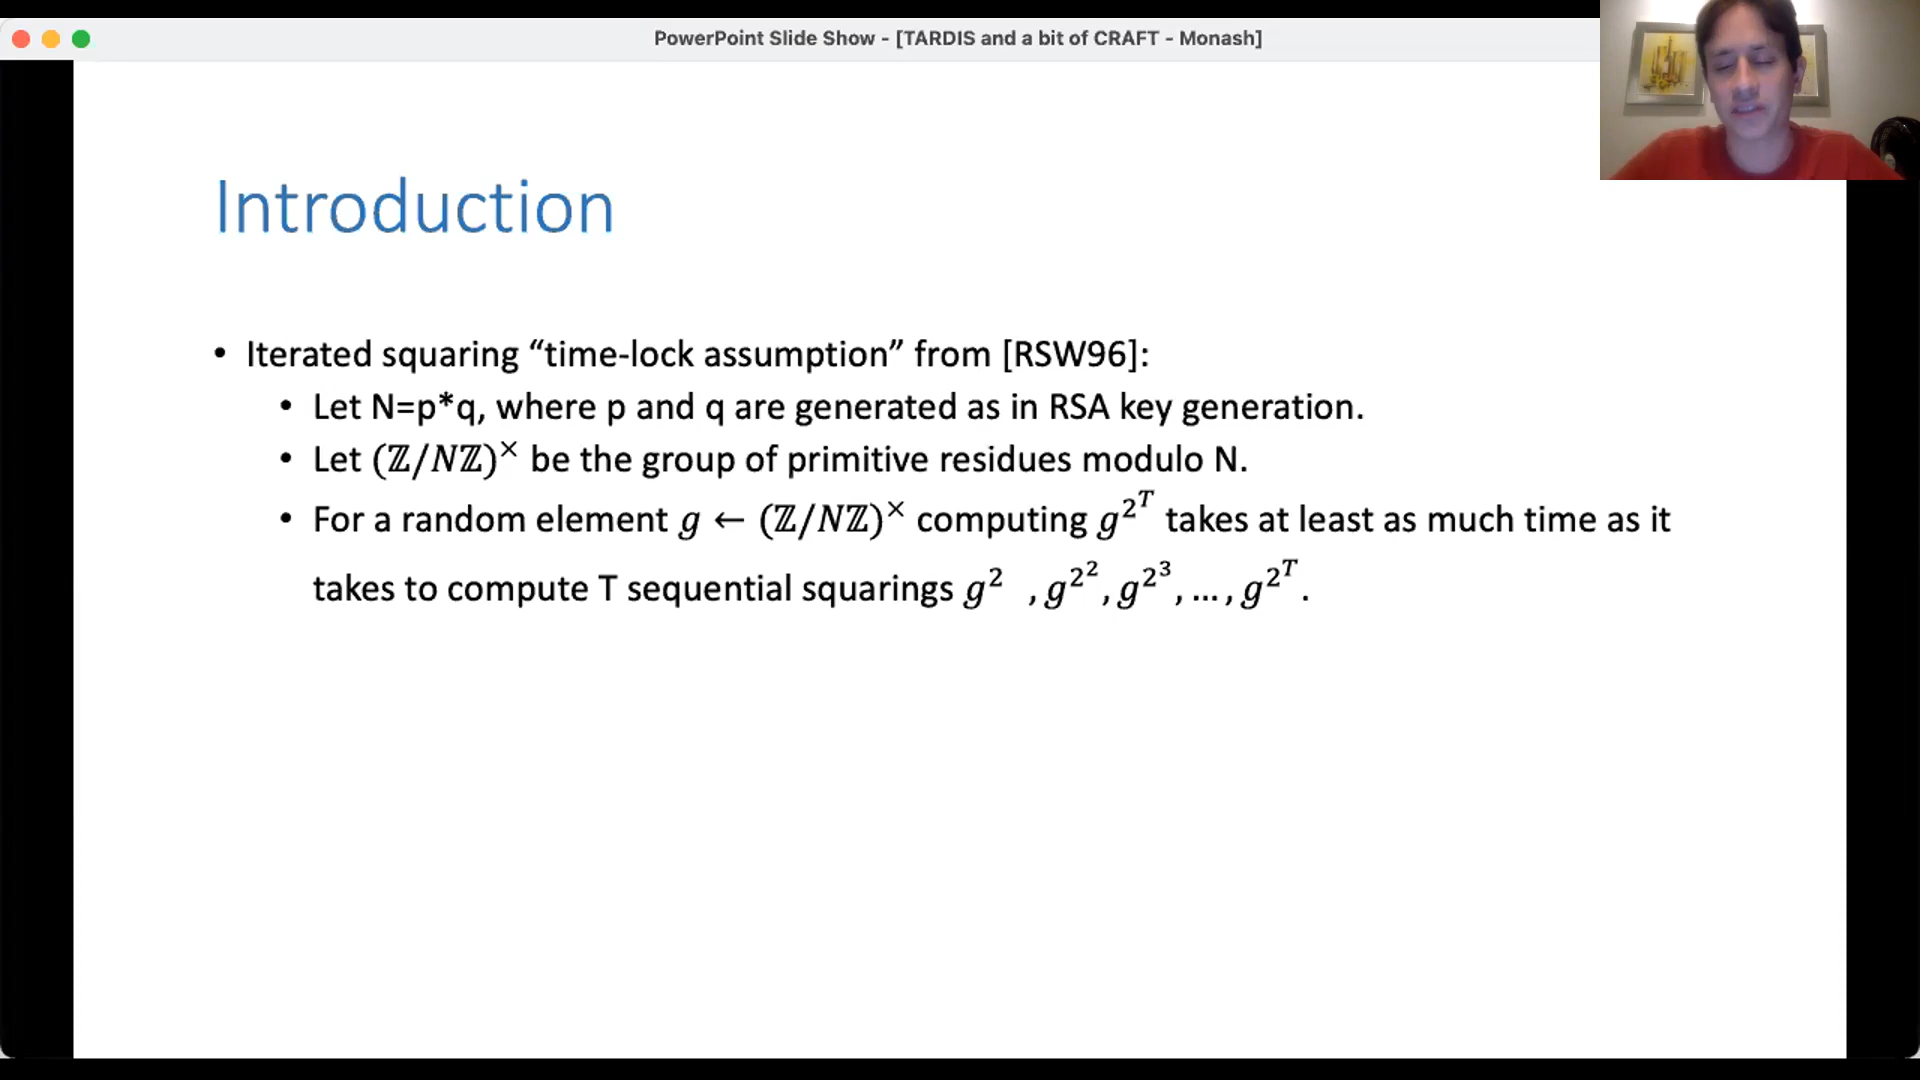 PowerPoint Slide Show - [TARDIS and a bit of CRAFT - Monash]
Introduction
• Iterated squaring “time-lock assumption” from [RSW96]:
• Let N=p*q, where p and q are generated as in RSA key generation.
• Let (ℤ/Nℤ)^× be the group of primitive residues modulo N.
• For a random element g ← (ℤ/Nℤ)^× computing g^{2^T} takes at least as much time as it
takes to compute T sequential squarings g^2 , g^{2^2}, g^{2^3}, …, g^{2^T}.